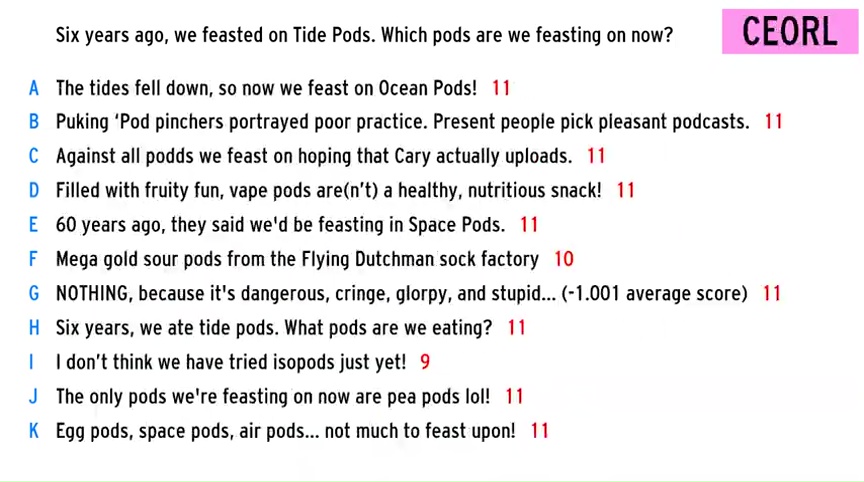 Six years ago, we feasted on Tide Pods. Which pods are we feasting on now?
CEORL
A The tides fell down, so now we feast on Ocean Pods! 11
B Puking ‘Pod pinchers portrayed poor practice. Present people pick pleasant podcasts. 11
C Against all podds we feast on hoping that Cary actually uploads. 11
D Filled with fruity fun, vape pods are(n’t) a healthy, nutritious snack! 11
E 60 years ago, they said we'd be feasting in Space Pods. 11
F Mega gold sour pods from the Flying Dutchman sock factory 10
G NOTHING, because it's dangerous, cringe, glorpy, and stupid... (-1.001 average score) 11
H Six years, we ate tide pods. What pods are we eating? 11
I I don’t think we have tried isopods just yet! 9
J The only pods we're feasting on now are pea pods lol! 11
K Egg pods, space pods, air pods... not much to feast upon! 11